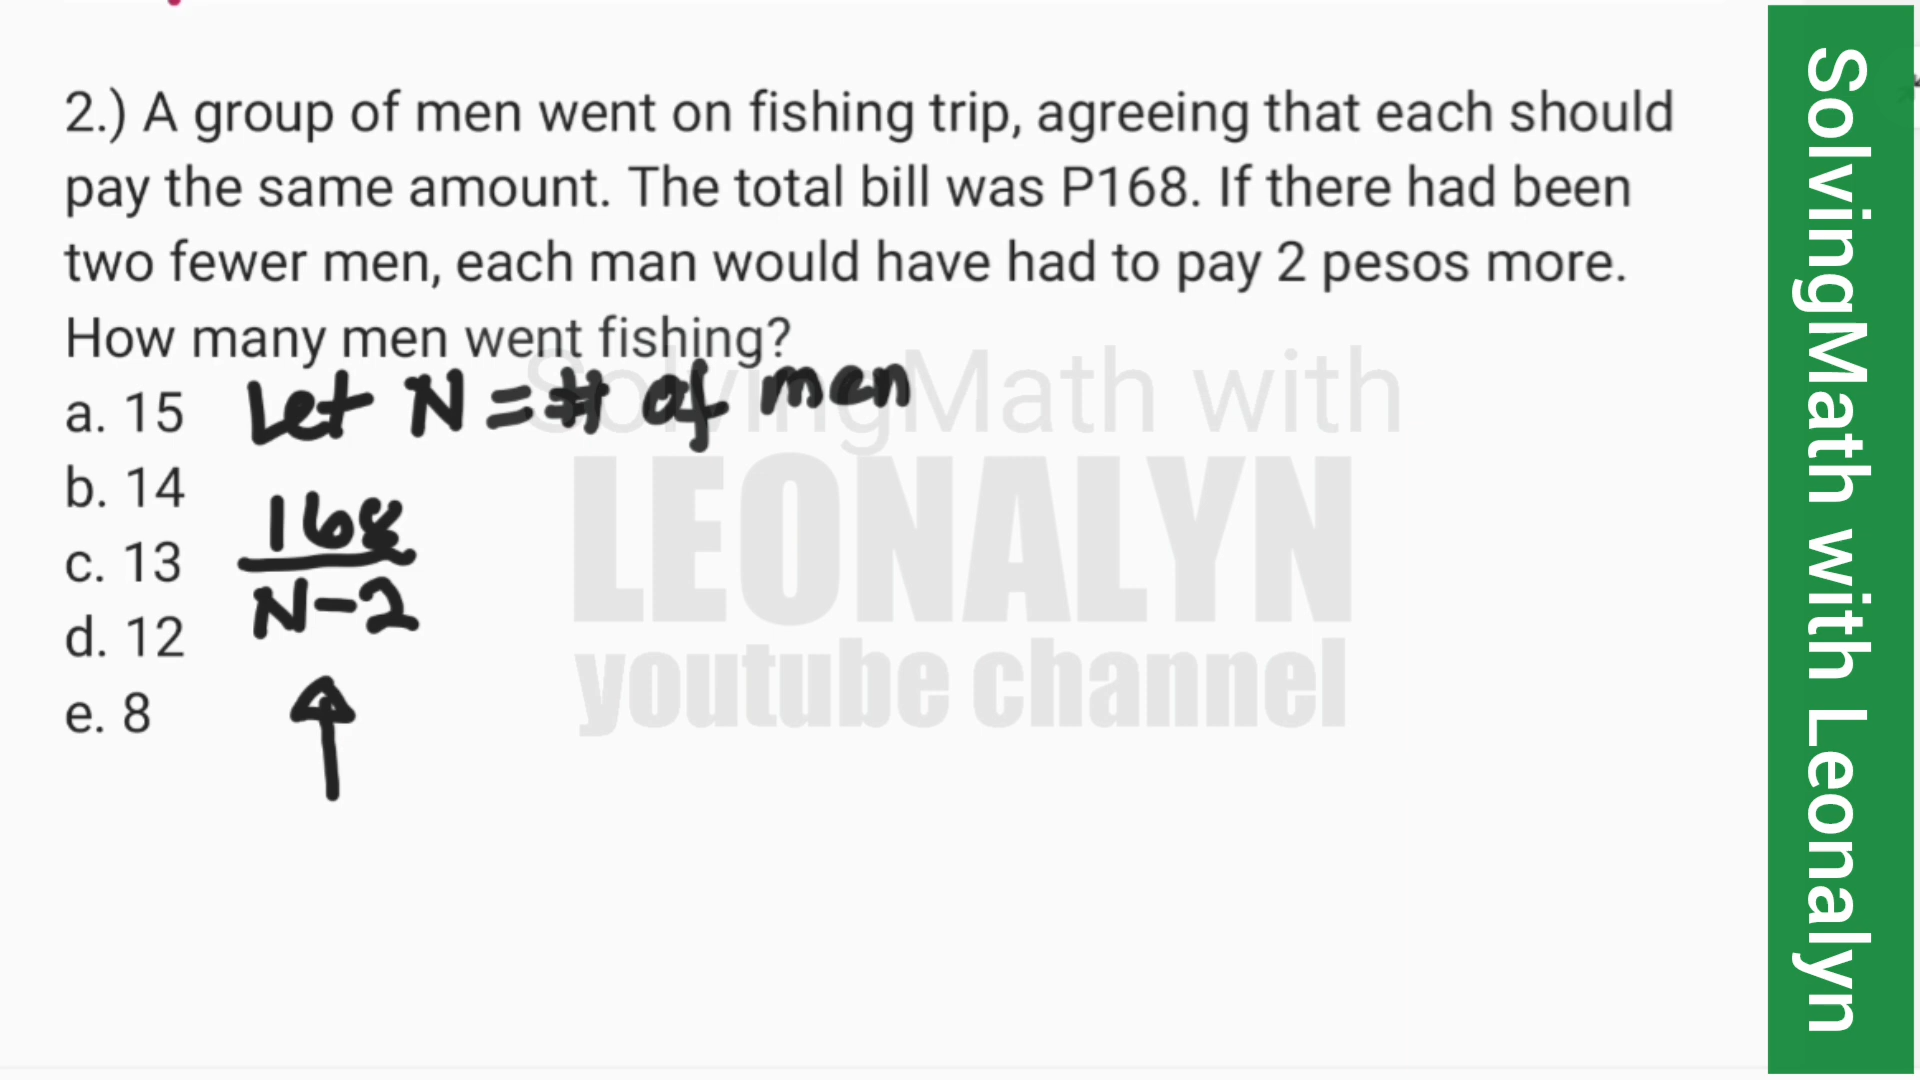 2.) A group of men went on fishing trip, agreeing that each should
pay the same amount. The total bill was P168. If there had been
two fewer men, each man would have had to pay 2 pesos more.
How many men went fishing?
a. 15
Let N = # of men
b. 14
c. 13
d. 12
e. 8
168
N-2
SolvingMath with
LEONALYN
youtube channel
SolvingMath with Leonalyn